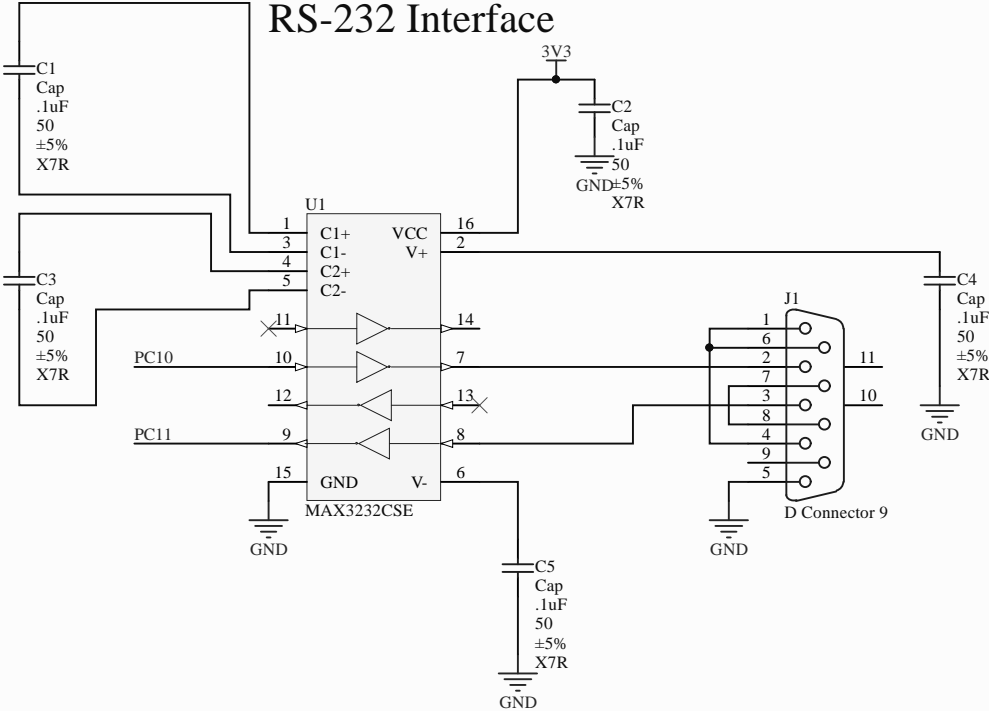 RS-232 Interface
3V3
C1
Cap
.1uF
50
±5%
X7R
C2
Cap
.1uF
50
±5%
X7R
GND
U1
1
C1+
VCC
16
3
C1-
V+
2
4
C2+
5
C2-
C3
Cap
.1uF
50
±5%
X7R
C4
Cap
.1uF
50
±5%
X7R
GND
11
14
PC10
10
7
12
13
PC11
9
8
15
GND
V-
6
MAX3232CSE
GND
J1
1
6
2
7
3
8
4
9
5
11
10
D Connector 9
GND
C5
Cap
.1uF
50
±5%
X7R
GND